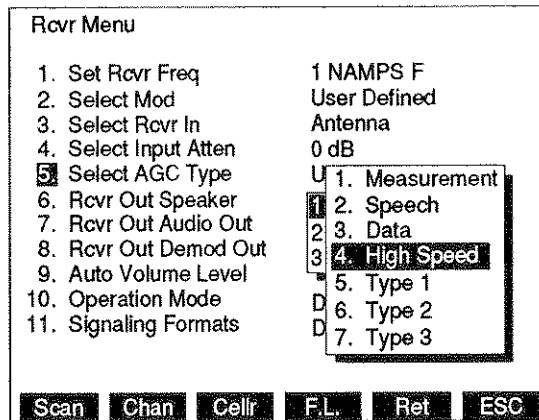 Rcvr Menu
1. Set Rcvr Freq 1 NAMPS F
2. Select Mod User Defined
3. Select Rcvr In Antenna
4. Select Input Atten 0 dB
5. Select AGC Type U
6. Rcvr Out Speaker 1
7. Rcvr Out Audio Out 2
8. Rcvr Out Demod Out 3
9. Auto Volume Level
10. Operation Mode D
11. Signaling Formats D
1. Measurement
2. Speech
3. Data
4. High Speed
5. Type 1
6. Type 2
7. Type 3
Scan Chan Cellr F.L. Ret ESC